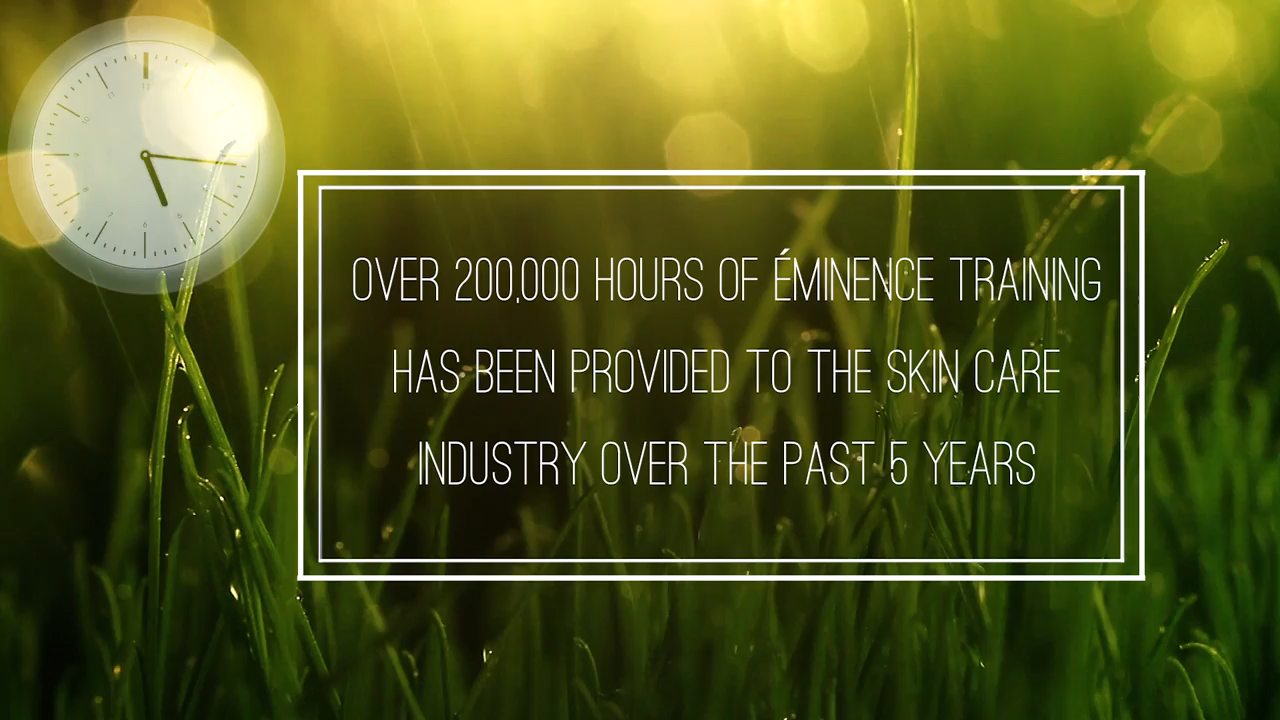 OVER 200,000 HOURS OF ÉMINENCE TRAINING
HAS BEEN PROVIDED TO THE SKIN CARE
INDUSTRY OVER THE PAST 5 YEARS